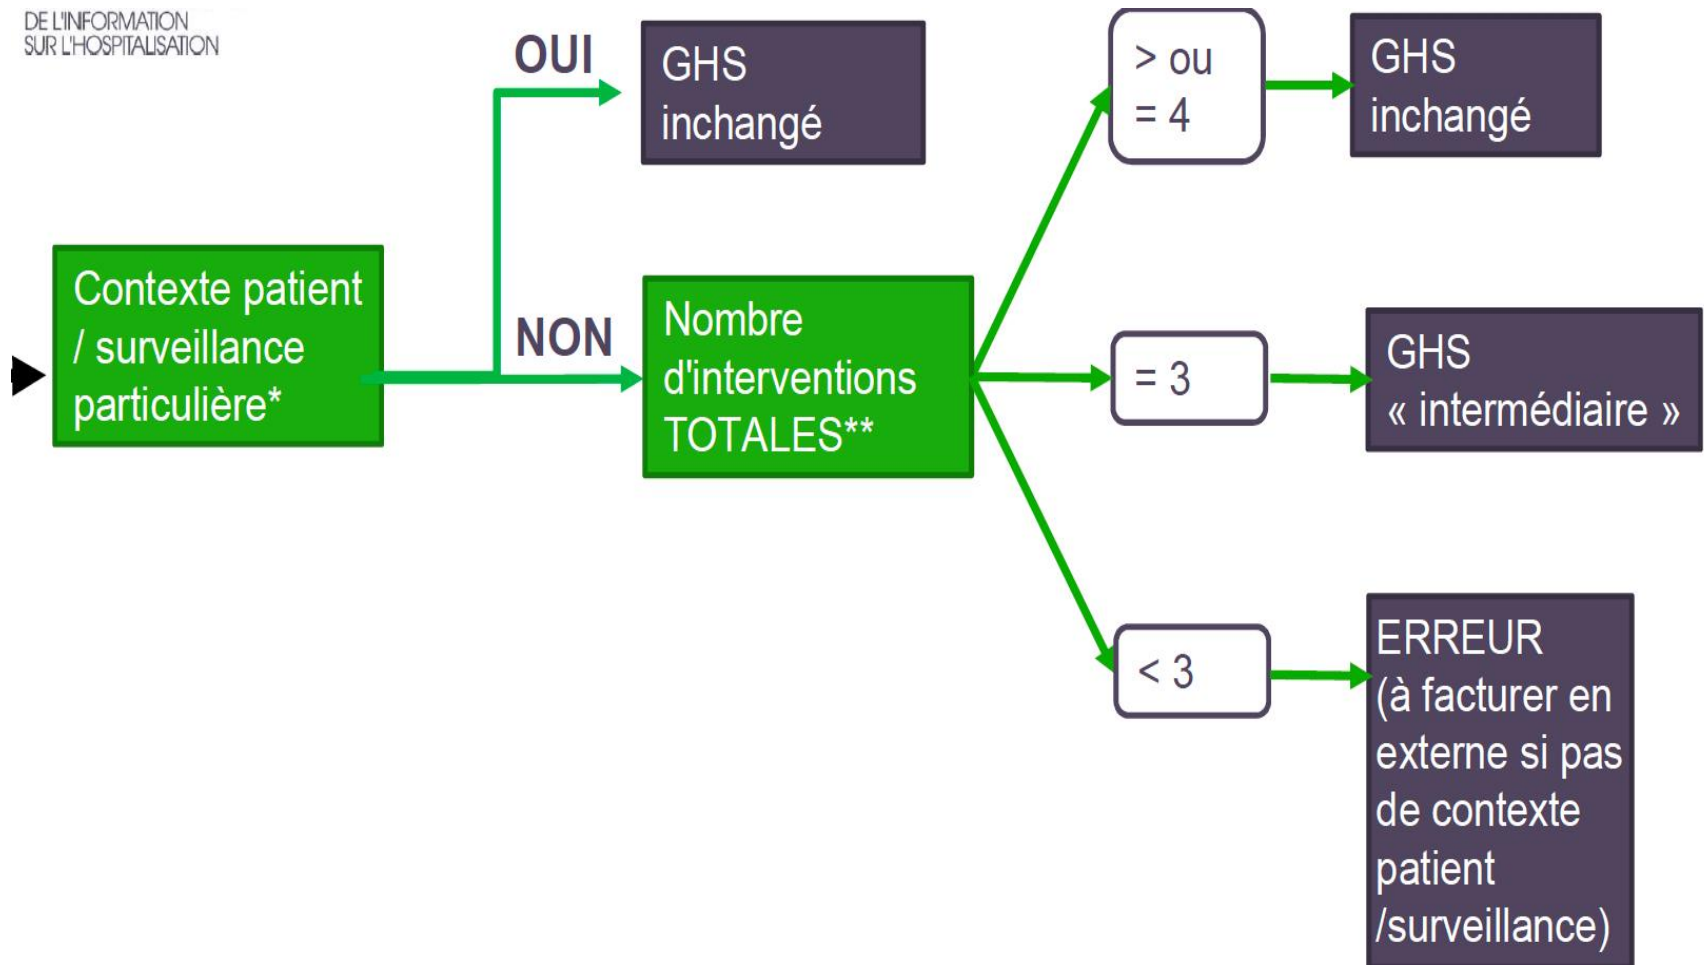 DE L'INFORMATION
SUR L'HOSPITALISATION
OUI
GHS
inchangé
> ou
= 4
GHS
inchangé
Contexte patient
/ surveillance
particulière*
NON
Nombre
d'interventions
TOTALES**
= 3
GHS
« intermédiaire »
< 3
ERREUR
(à facturer en
externe si pas
de contexte
patient
/surveillance)